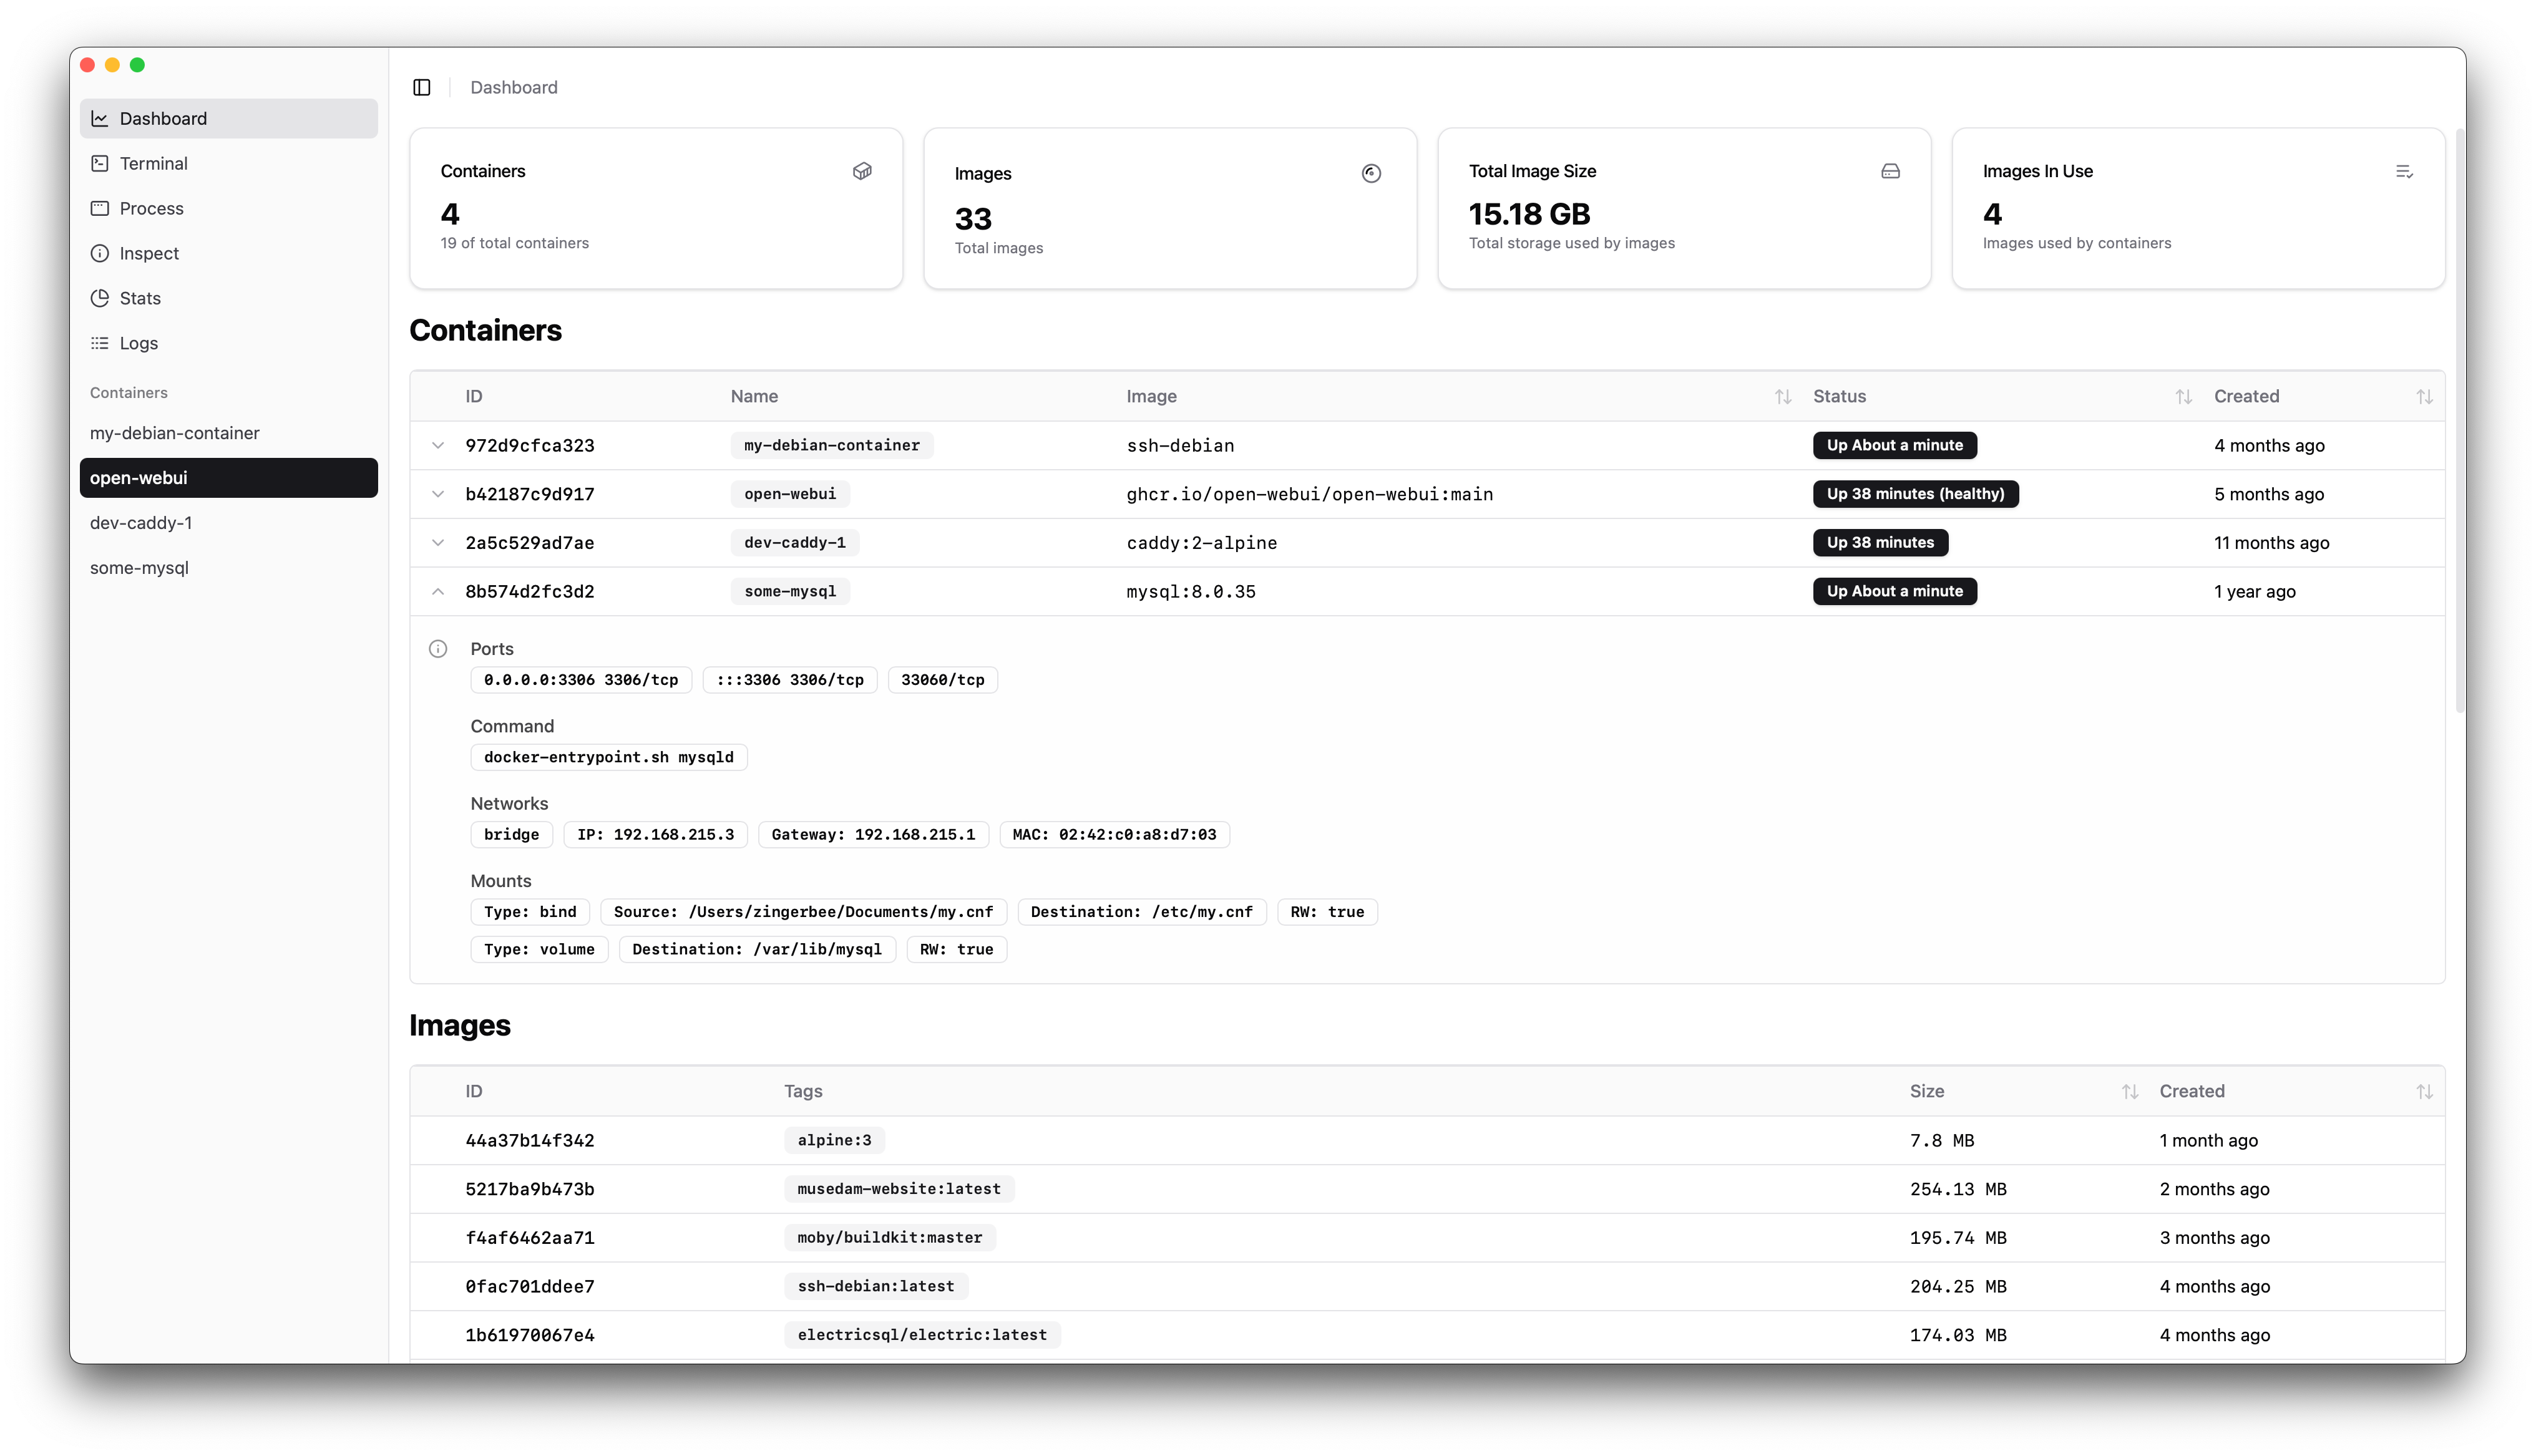 Dashboard
Terminal
Process
Inspect
Stats
Logs
Containers
my-debian-container
open-webui
dev-caddy-1
some-mysql
Dashboard
Containers
4
19 of total containers
Images
33
Total images
Total Image Size
15.18 GB
Total storage used by images
Images In Use
4
Images used by containers
Containers
ID Name Image Status Created
972d9cfca323 my-debian-container ssh-debian Up About a minute 4 months ago
b42187c9d917 open-webui ghcr.io/open-webui/open-webui:main Up 38 minutes (healthy) 5 months ago
2a5c529ad7ae dev-caddy-1 caddy:2-alpine Up 38 minutes 11 months ago
8b574d2fc3d2 some-mysql mysql:8.0.35 Up About a minute 1 year ago
Ports
0.0.0.0:3306 3306/tcp :::3306 3306/tcp 33060/tcp
Command
docker-entrypoint.sh mysqld
Networks
bridge IP: 192.168.215.3 Gateway: 192.168.215.1 MAC: 02:42:c0:a8:d7:03
Mounts
Type: bind Source: /Users/zingerbee/Documents/my.cnf Destination: /etc/my.cnf RW: true
Type: volume Destination: /var/lib/mysql RW: true
Images
ID Tags Size Created
44a37b14f342 alpine:3 7.8 MB 1 month ago
5217ba9b473b musedam-website:latest 254.13 MB 2 months ago
f4af6462aa71 moby/buildkit:master 195.74 MB 3 months ago
0fac701ddee7 ssh-debian:latest 204.25 MB 4 months ago
1b61970067e4 electricsql/electric:latest 174.03 MB 4 months ago